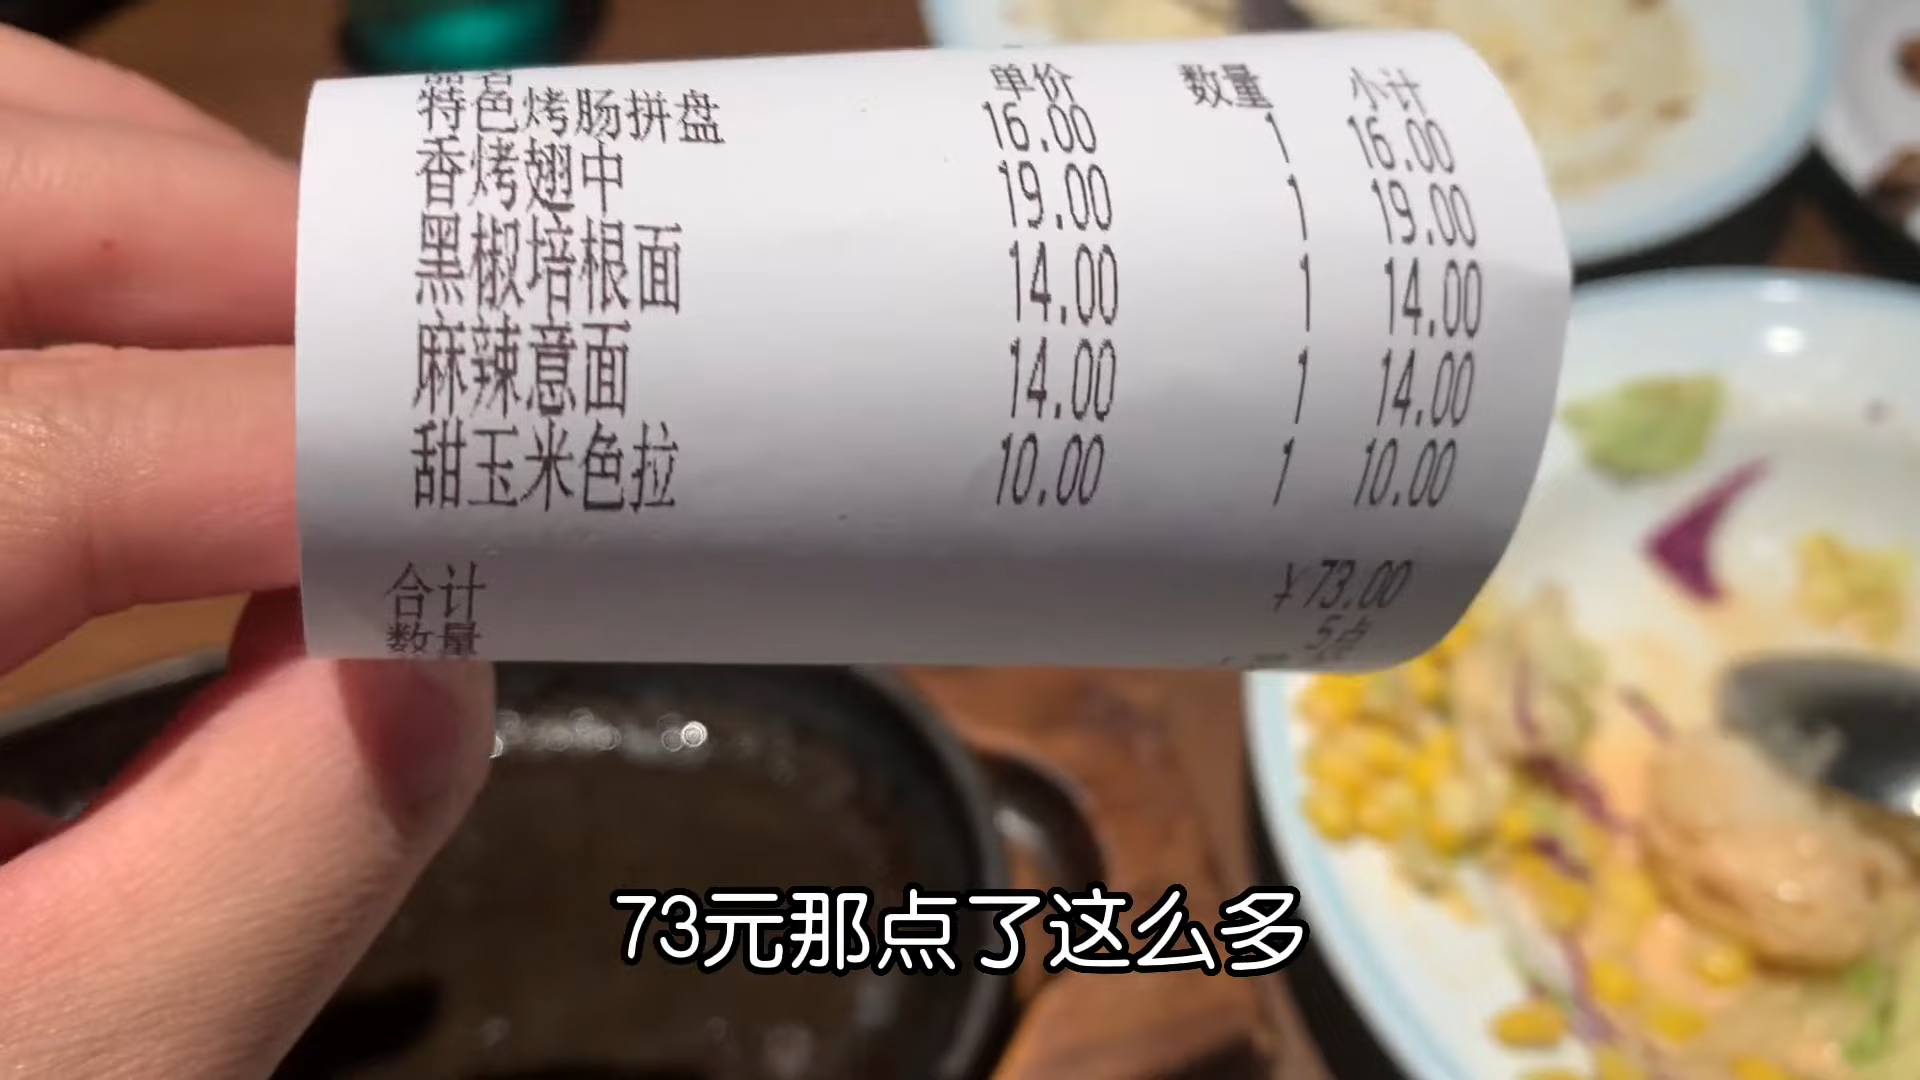 品名 单价 数量 小计
特色烤肠拼盘 16.00 1 16.00
香烤翅中 19.00 1 19.00
黑椒培根面 14.00 1 14.00
麻辣意面 14.00 1 14.00
甜玉米色拉 10.00 1 10.00
合计 ¥73.00
数量 5点
73元那点了这么多